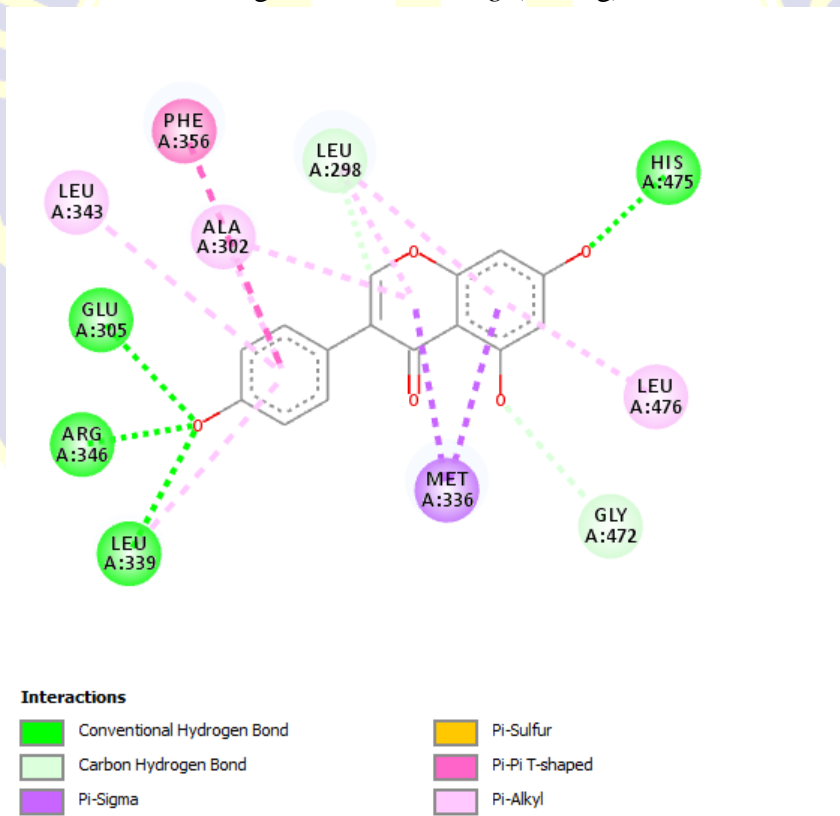 PHE
A:356
LEU
A:298
HIS
A:475
LEU
A:343
ALA
A:302
O
O
GLU
A:305
LEU
A:476
O
O
O
ARG
A:346
MET
A:336
GLY
A:472
LEU
A:339
Interactions
Conventional Hydrogen Bond
Carbon Hydrogen Bond
Pi-Sigma
Pi-Sulfur
Pi-Pi T-shaped
Pi-Alkyl